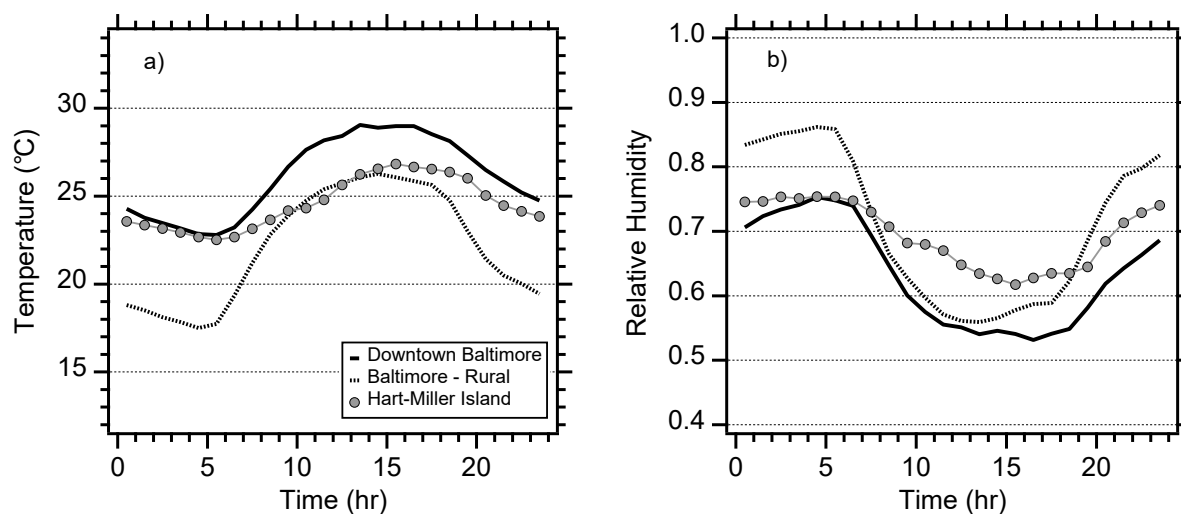 a)
Temperature (°C)
30
25
20
15
0
5
10
15
20
Time (hr)
Downtown Baltimore
Baltimore - Rural
Hart-Miller Island
b)
Relative Humidity
1.0
0.9
0.8
0.7
0.6
0.5
0.4
0
5
10
15
20
Time (hr)